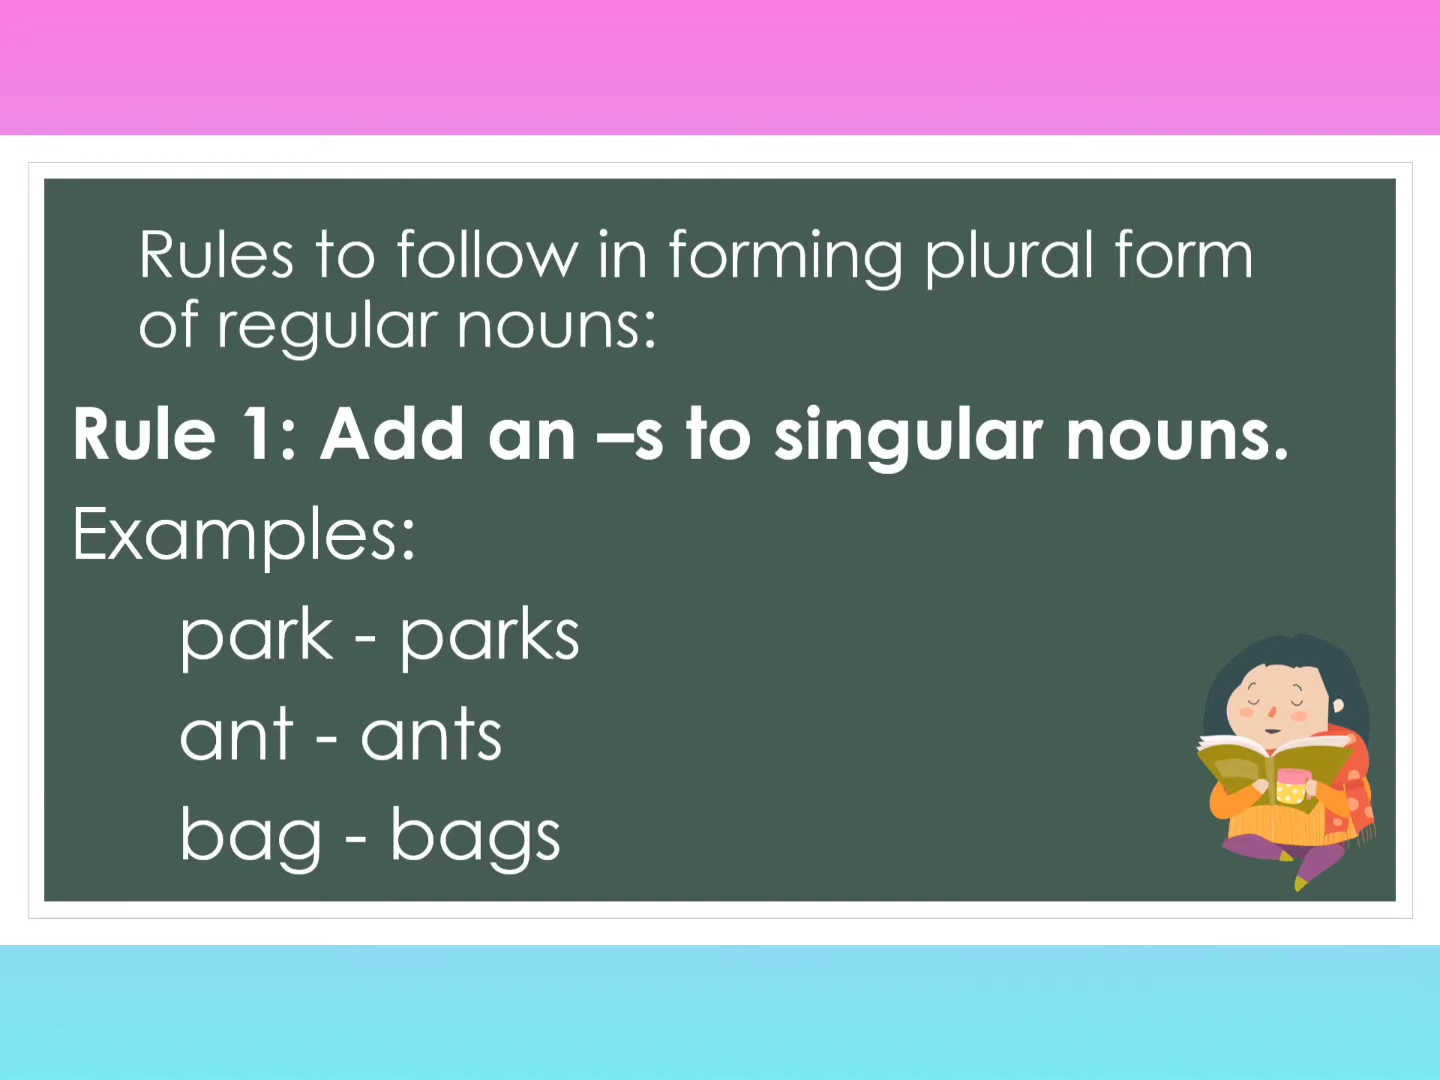 Rules to follow in forming plural form
of regular nouns:
Rule 1: Add an –s to singular nouns.
Examples:
park - parks
ant - ants
bag - bags